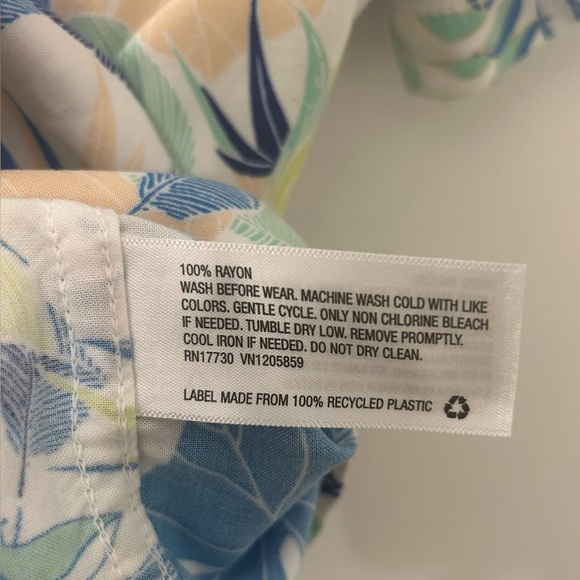 100% RAYON
WASH BEFORE WEAR. MACHINE WASH COLD WITH LIKE
COLORS. GENTLE CYCLE. ONLY NON CHLORINE BLEACH
IF NEEDED. TUMBLE DRY LOW. REMOVE PROMPTLY.
COOL IRON IF NEEDED. DO NOT DRY CLEAN.
RN17730 VN1205859
LABEL MADE FROM 100% RECYCLED PLASTIC